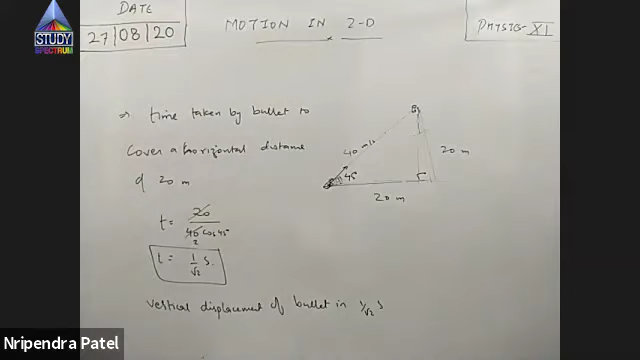 DATE
27/08/20
STUDY
SPECTRUM
MOTION IN 2-D
PHYSICS-XI
⇒ time taken by bullet to
cover a horizontal distance
of 20 m
t = 20
40 cos 45
2
t = 1/√2 s.
vertical displacement of bullet in 1/√2 s
40 m/s
45
20 m
20 m
Nripendra Patel